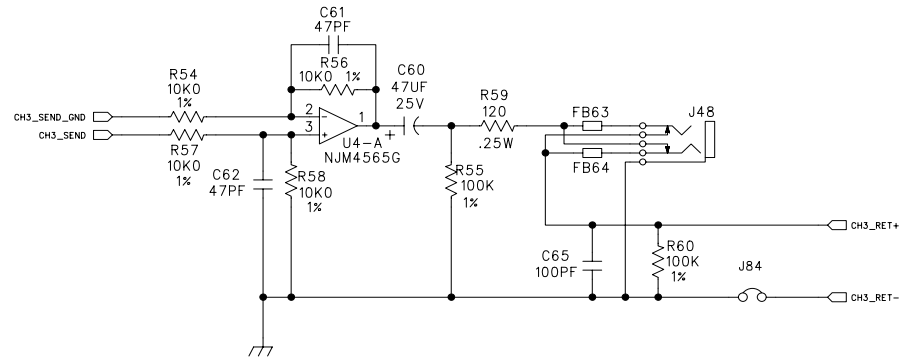 C61
47PF
R56
10K0 1%
R54
10K0
1%
CH3_SEND_GND
CH3_SEND
R57
10K0
1%
2
3
-
+
1
U4-A
NJM4565G
C60
47UF
25V
+
R59
120
.25W
FB63
FB64
J48
C62
47PF
R58
10K0
1%
R55
100K
1%
C65
100PF
R60
100K
1%
J84
CH3_RET+
CH3_RET-